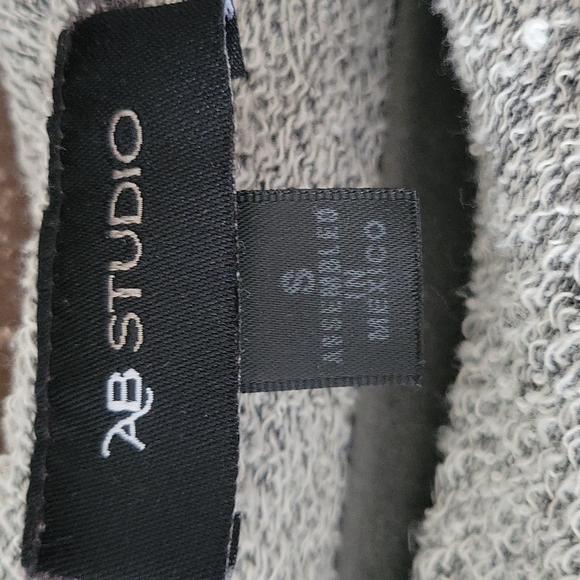 AB STUDIO
S
ASSEMBLED
IN
MEXICO